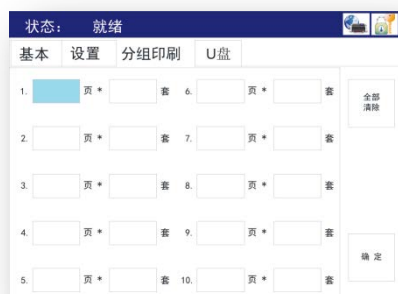 状态： 就绪
基本 设置 分组印刷 U盘
1. 页 * 套 6. 页 * 套
全部
清除
2. 页 * 套 7. 页 * 套
3. 页 * 套 8. 页 * 套
4. 页 * 套 9. 页 * 套
确 定
5. 页 * 套 10. 页 * 套